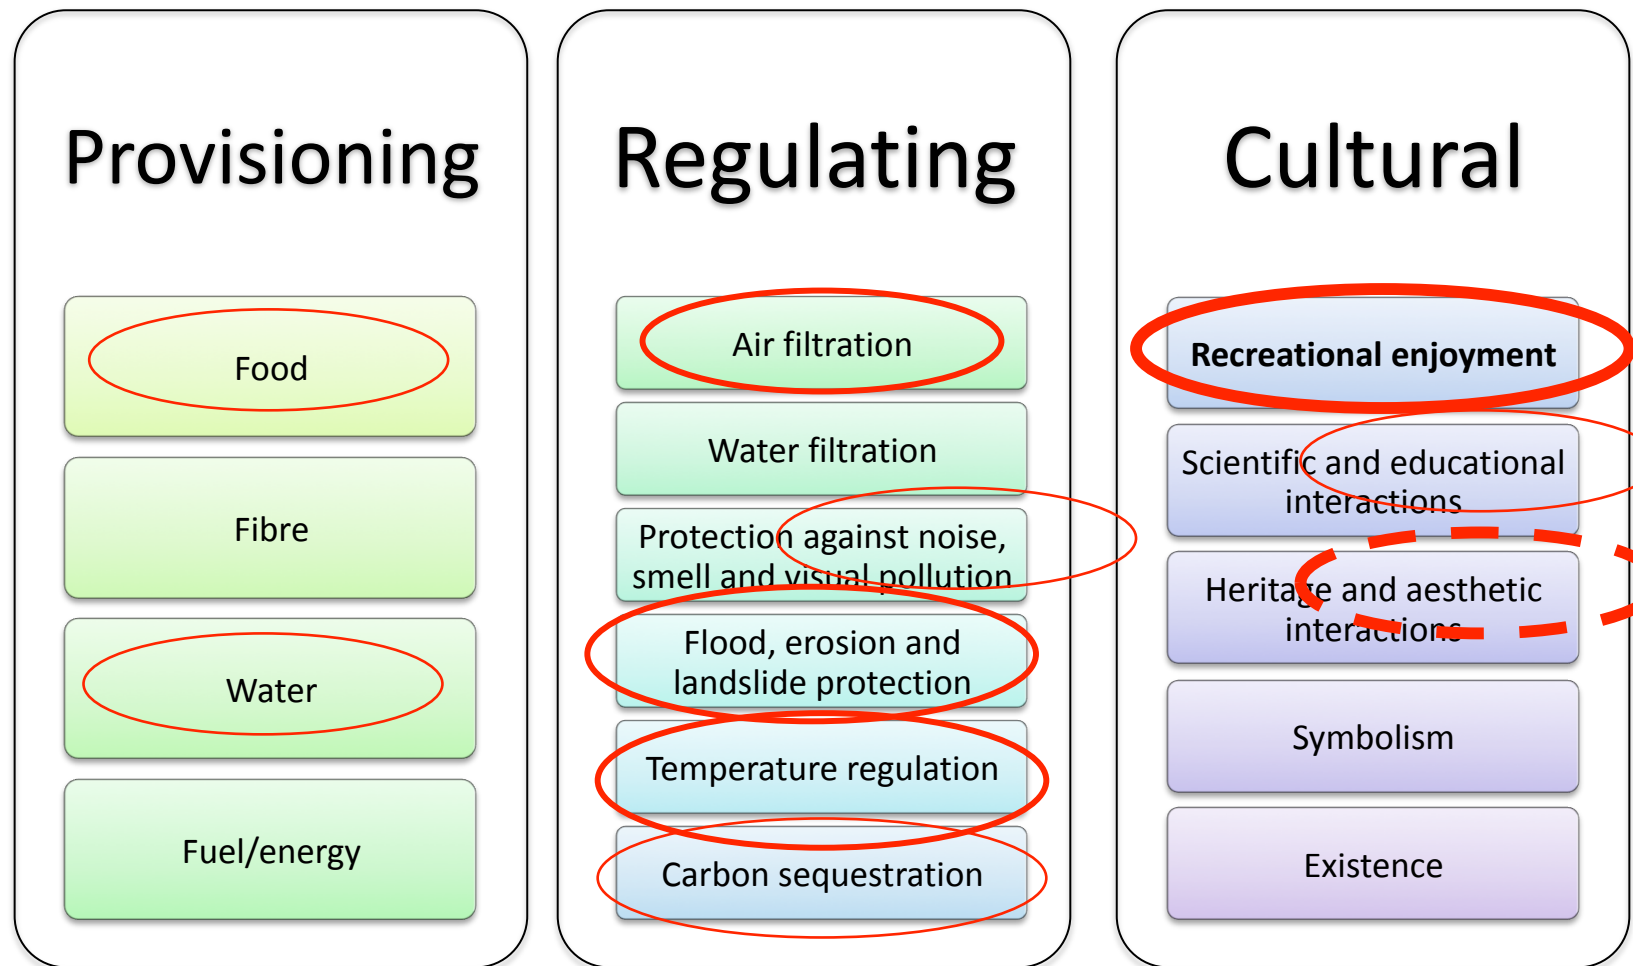 Provisioning
Food
Fibre
Water
Fuel/energy
Regulating
Air filtration
Water filtration
Protection against noise,
smell and visual pollution
Flood, erosion and
landslide protection
Temperature regulation
Carbon sequestration
Cultural
Recreational enjoyment
Scientific and educational
interactions
Heritage and aesthetic
interactions
Symbolism
Existence